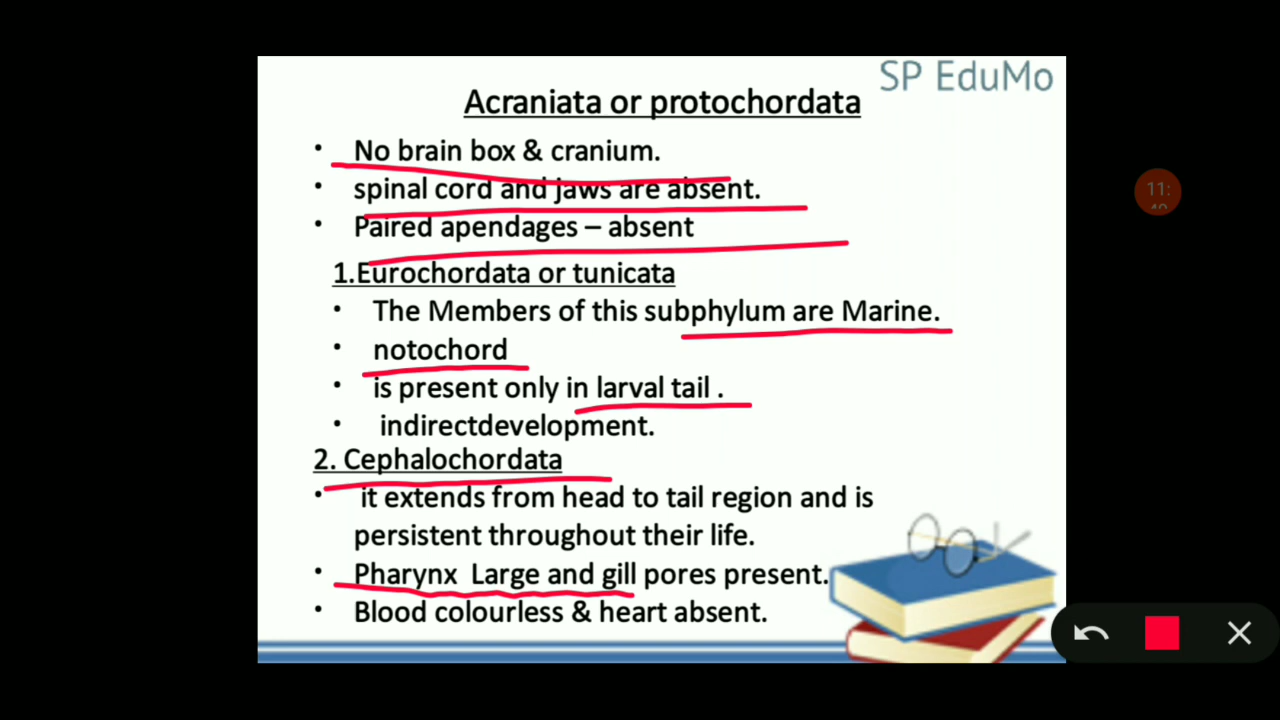 SP EduMo
Acraniata or protochordata
• No brain box & cranium.
• spinal cord and jaws are absent.
• Paired apendages – absent
1.Eurochordata or tunicata
• The Members of this subphylum are Marine.
• notochord
• is present only in larval tail .
• indirectdevelopment.
2. Cephalochordata
• it extends from head to tail region and is
persistent throughout their life.
• Pharynx Large and gill pores present.
• Blood colourless & heart absent.
11: